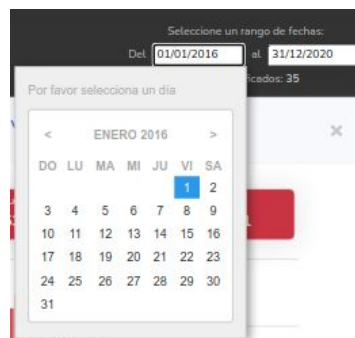 Seleccione un rango de fechas:
Del 01/01/2016 al 31/12/2020
icados: 35
Por favor selecciona un día
< ENERO 2016 >
DO LU MA MI JU VI SA
1 2
3 4 5 6 7 8 9
10 11 12 13 14 15 16
17 18 19 20 21 22 23
24 25 26 27 28 29 30
31